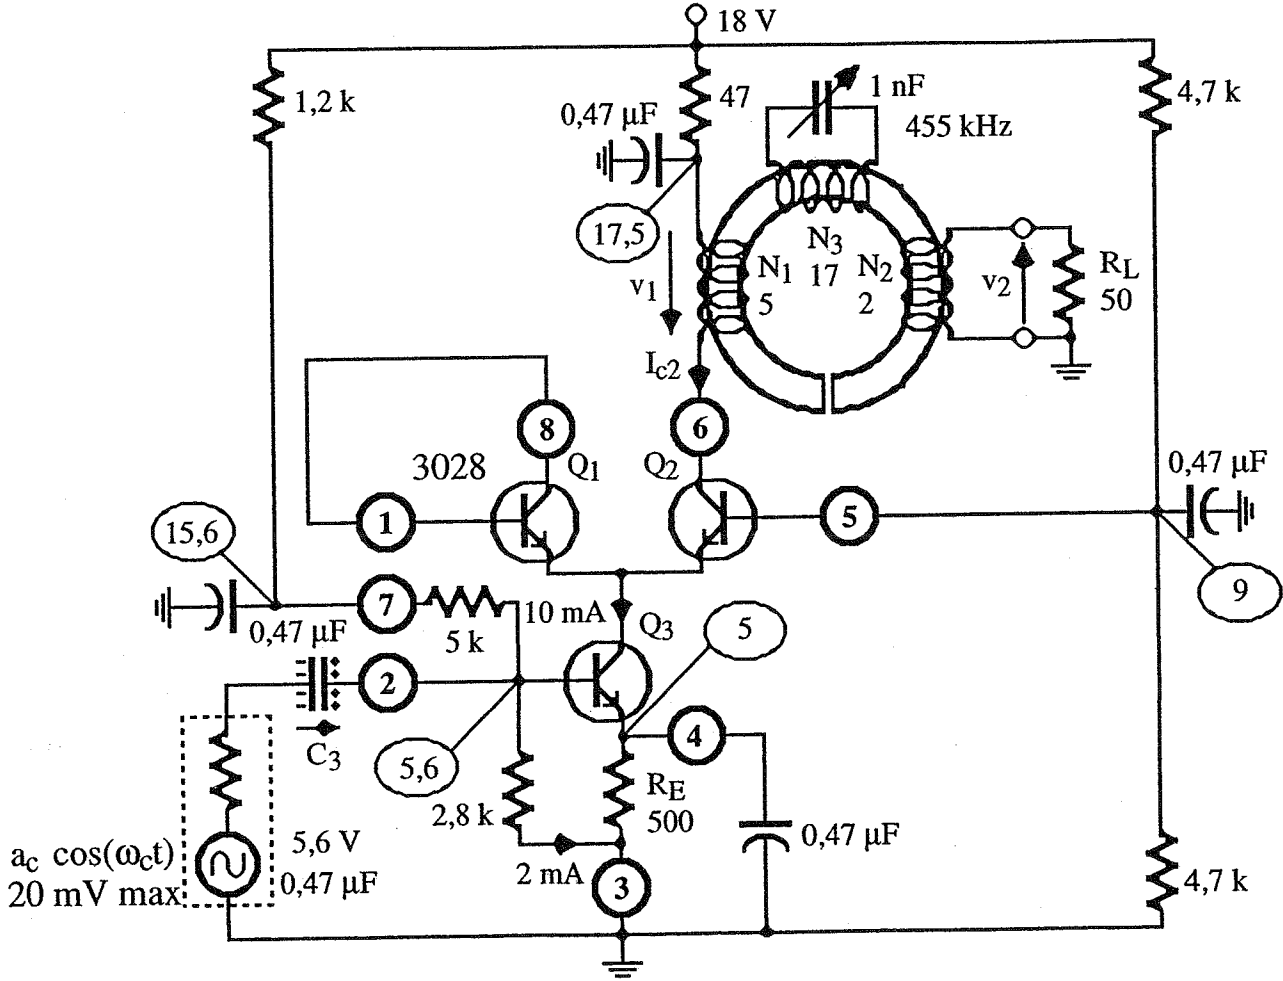 18 V
1,2 k
47
1 nF
4,7 k
0,47 µF
455 kHz
17,5
N3
17
N1
5
N2
2
v1
v2
RL
50
Ic2
8
6
3028
Q1
Q2
0,47 µF
1
5
15,6
9
7
10 mA
Q3
5
0,47 µF
5 k
2
4
C3
5,6
RE
500
2,8 k
0,47 µF
5,6 V
ac cos(ωct)
20 mV max
0,47 µF
2 mA
3
4,7 k